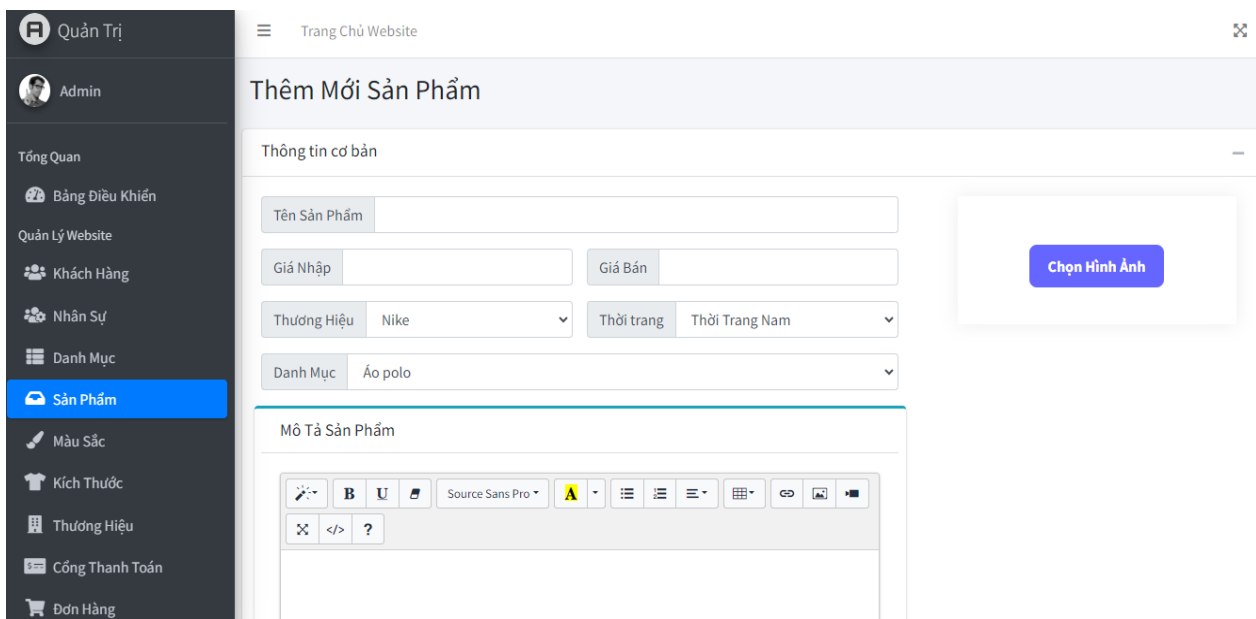 Quản Trị
Trang Chủ Website
Admin
Thêm Mới Sản Phẩm
Tổng Quan
Bảng Điều Khiển
Quản Lý Website
Khách Hàng
Nhân Sự
Danh Mục
Sản Phẩm
Màu Sắc
Kích Thước
Thương Hiệu
Cổng Thanh Toán
Đơn Hàng
Thông tin cơ bản
Tên Sản Phẩm
Giá Nhập
Giá Bán
Thương Hiệu Nike
Thời trang Thời Trang Nam
Danh Mục Áo polo
Chọn Hình Ảnh
Mô Tả Sản Phẩm
B U Source Sans Pro A
</> ?